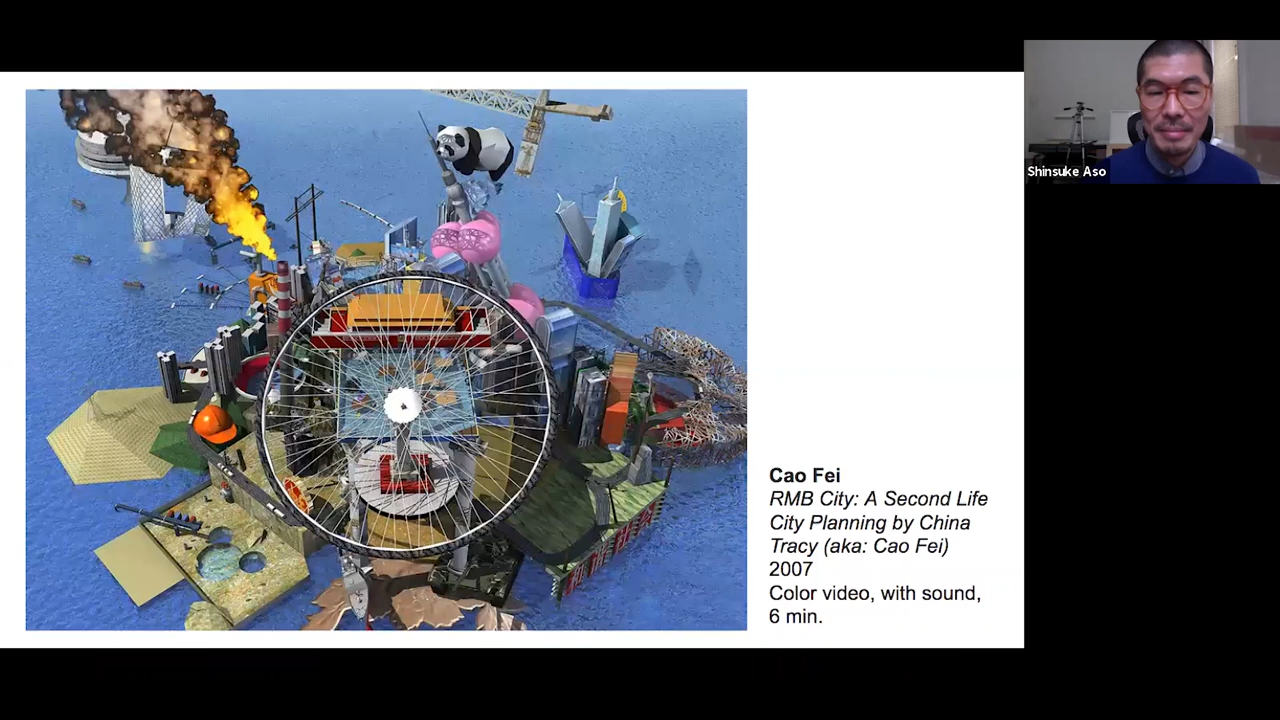 Shinsuke Aso
Cao Fei
RMB City: A Second Life
City Planning by China
Tracy (aka: Cao Fei)
2007
Color video, with sound,
6 min.